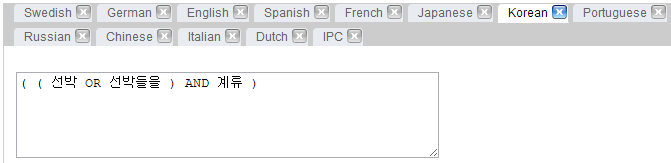 Swedish German English Spanish French Japanese Korean Portuguese
Russian Chinese Italian Dutch IPC
( ( 선박 OR 선박들을 ) AND 계류 )